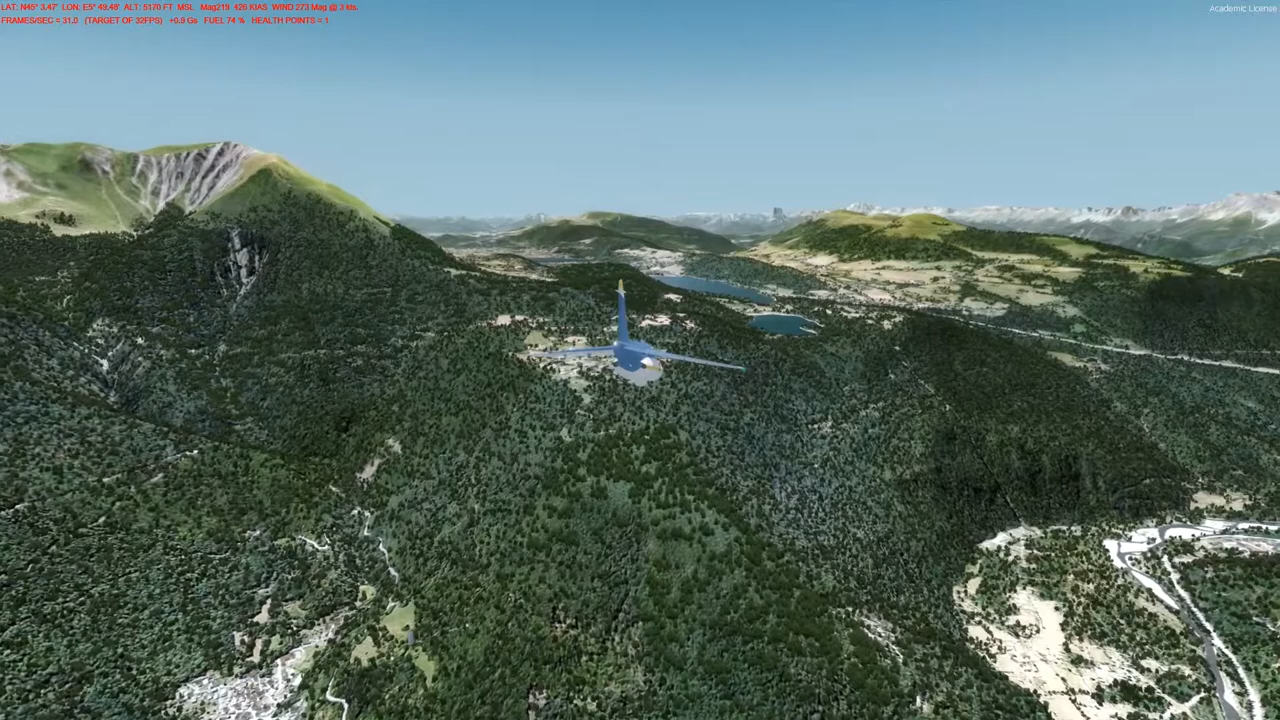 LAT: N45° 3.47' LON: E5° 49.48' ALT: 5170 FT MSL Mag219 426 KIAS WIND 273 Mag @ 3 kts.
Academic License
FRAMES/SEC = 31.0 (TARGET OF 32FPS) +0.9 Gs FUEL 74 % HEALTH POINTS = 1